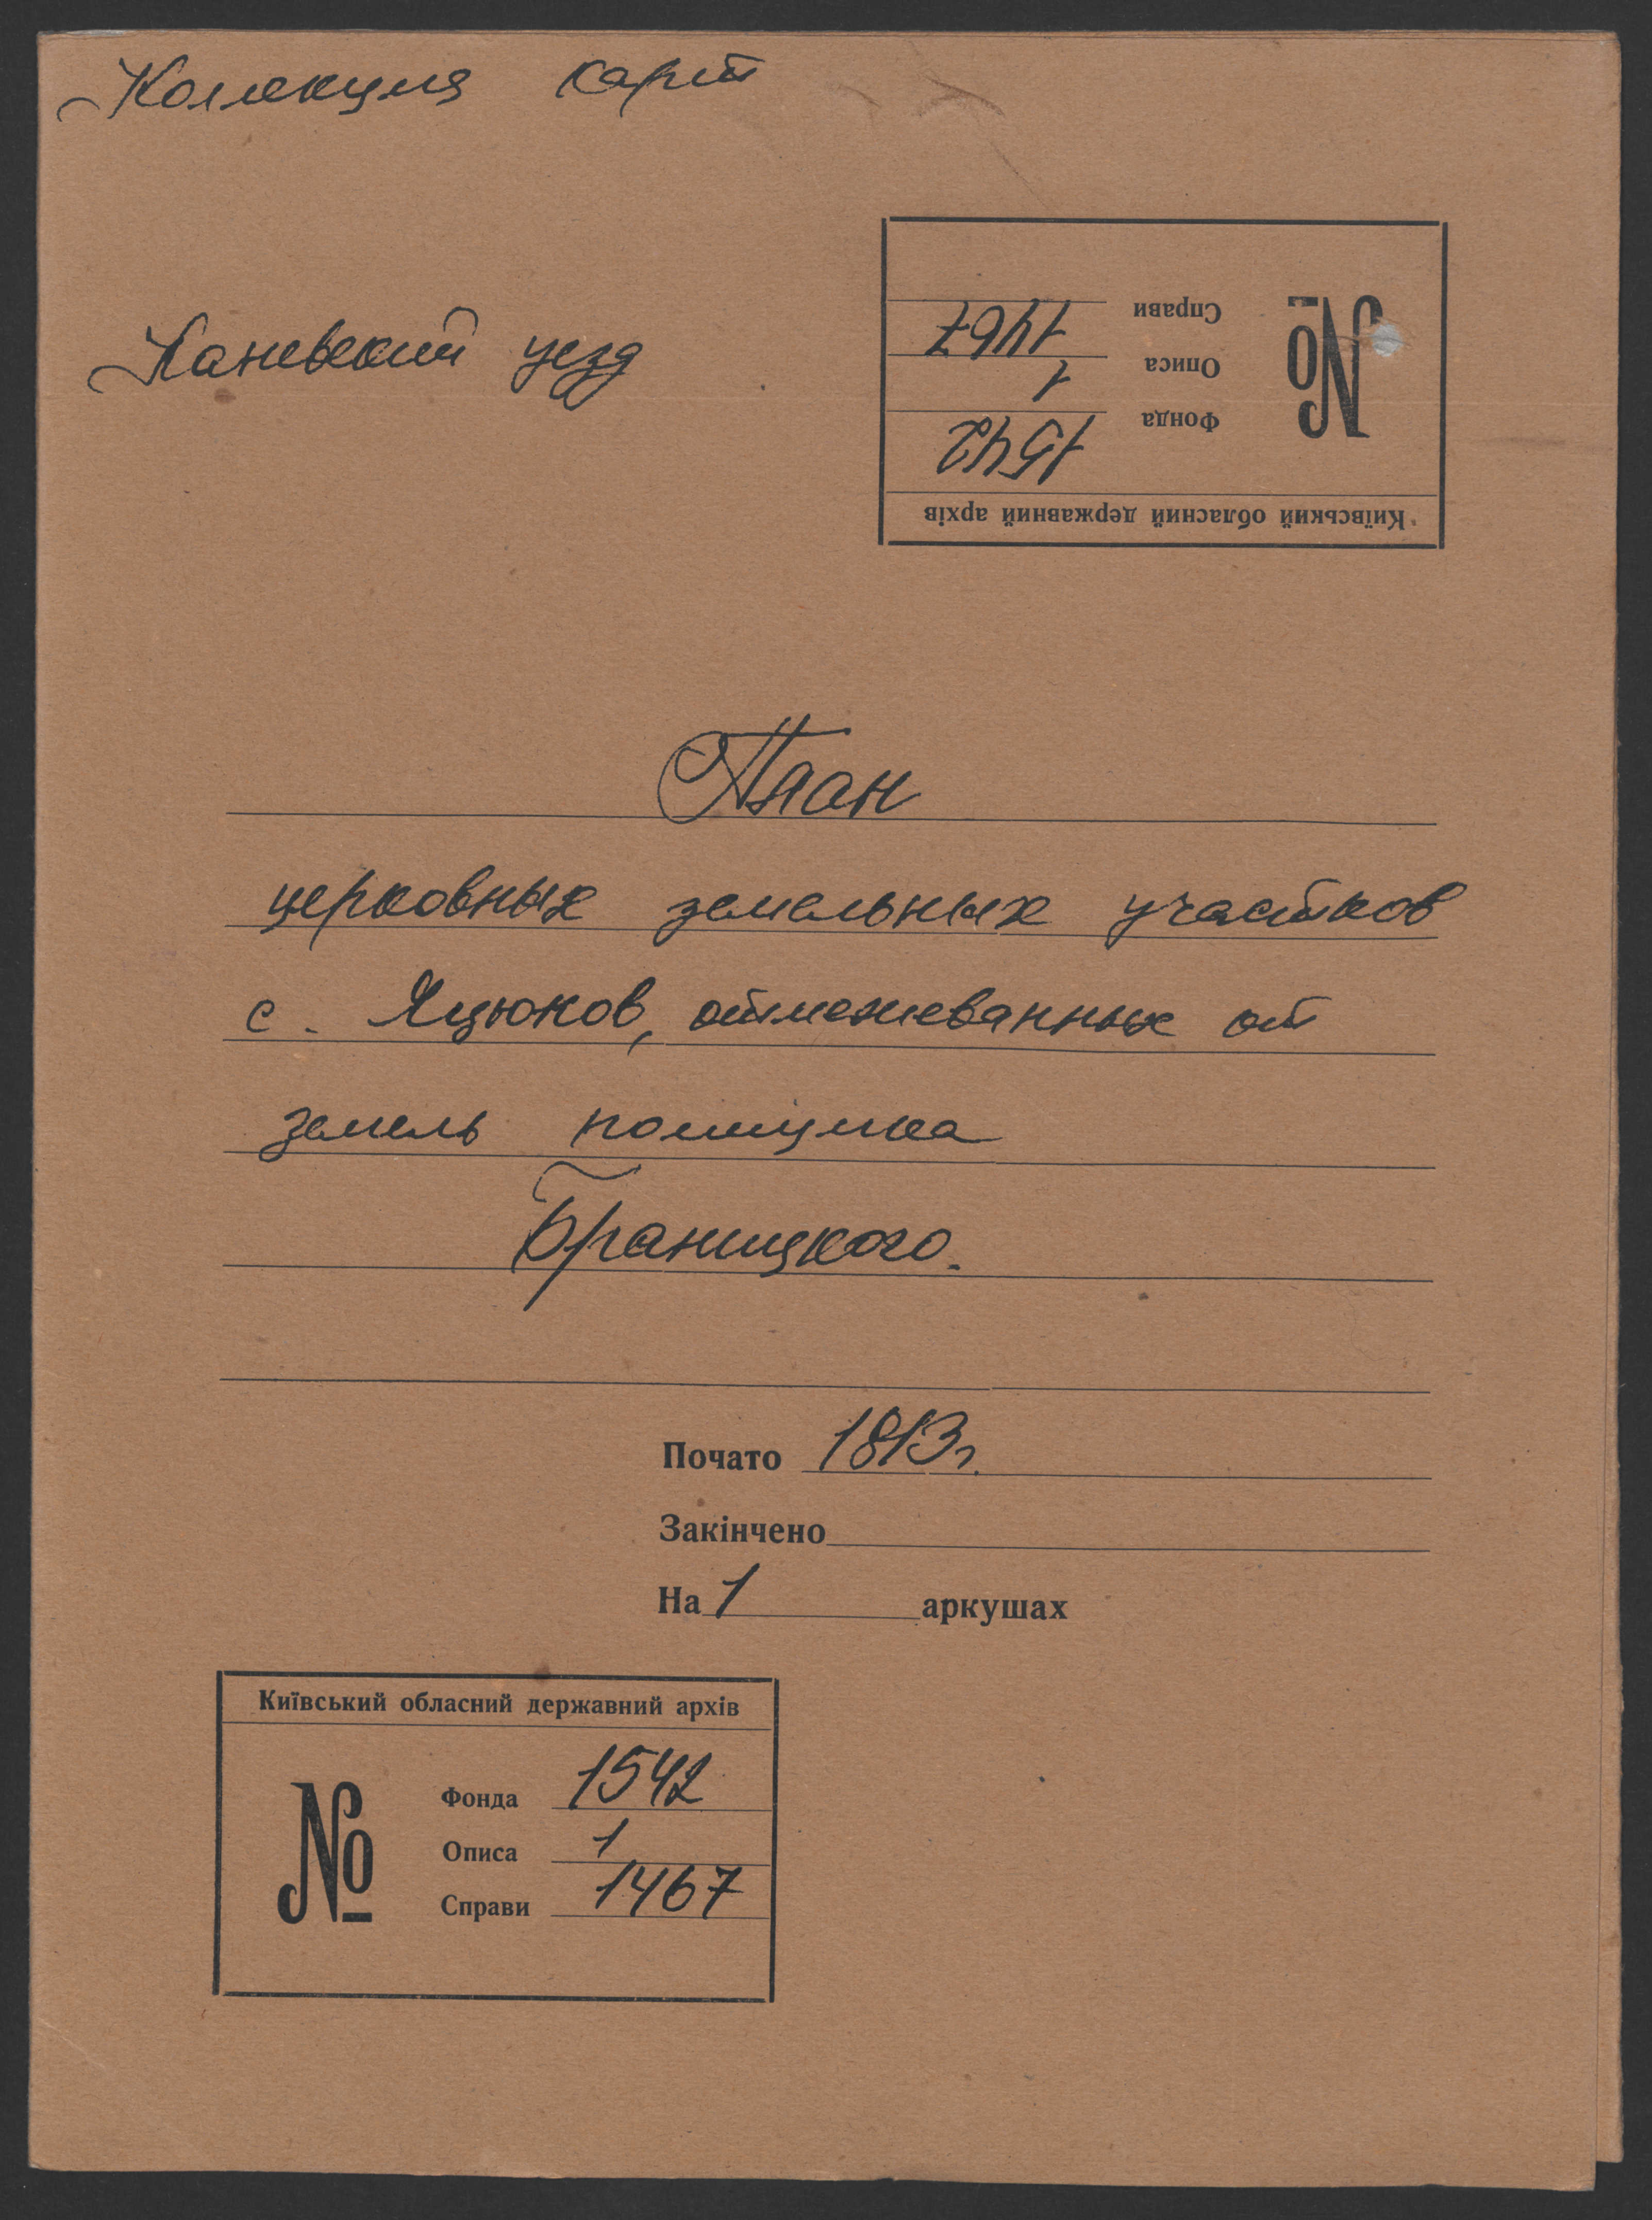 Коллекция карт
Каневский уезд
Київський обласний державний архів
№
Фонда 1542
Описа 1
Справи 1467
План
церковных земельных участков
с. Яцюков, отмежеванных от
земель помещика
Браницкого.
Почато 1813 г.
Закінчено
На 1 аркушах
Київський обласний державний архів
№
Фонда 1542
Описа 1
Справи 1467